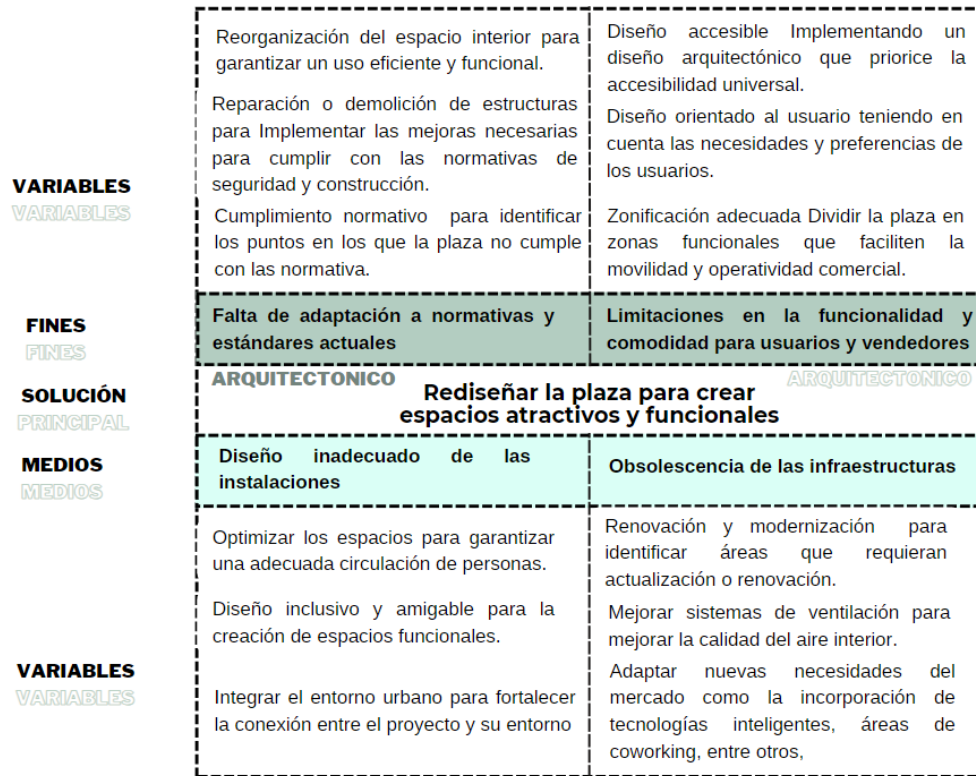 Reorganización del espacio interior para
garantizar un uso eficiente y funcional.
Reparación o demolición de estructuras
para Implementar las mejoras necesarias
para cumplir con las normativas de
seguridad y construcción.
Cumplimiento normativo para identificar
los puntos en los que la plaza no cumple
con las normativa.
Diseño accesible Implementando un
diseño arquitectónico que priorice la
accesibilidad universal.
Diseño orientado al usuario teniendo en
cuenta las necesidades y preferencias de
los usuarios.
Zonificación adecuada Dividir la plaza en
zonas funcionales que faciliten la
movilidad y operatividad comercial.
VARIABLES
VARIABLES
FINES
FINES
Falta de adaptación a normativas y
estándares actuales
Limitaciones en la funcionalidad y
comodidad para usuarios y vendedores
SOLUCIÓN
PRINCIPAL
ARQUITECTONICO
Rediseñar la plaza para crear
espacios atractivos y funcionales
ARQUITECTONICO
MEDIOS
MEDIOS
Diseño inadecuado de las
instalaciones
Obsolescencia de las infraestructuras
VARIABLES
VARIABLES
Optimizar los espacios para garantizar
una adecuada circulación de personas.
Diseño inclusivo y amigable para la
creación de espacios funcionales.
Integrar el entorno urbano para fortalecer
la conexión entre el proyecto y su entorno
Renovación y modernización para
identificar áreas que requieran
actualización o renovación.
Mejorar sistemas de ventilación para
mejorar la calidad del aire interior.
Adaptar nuevas necesidades del
mercado como la incorporación de
tecnologías inteligentes, áreas de
coworking, entre otros,